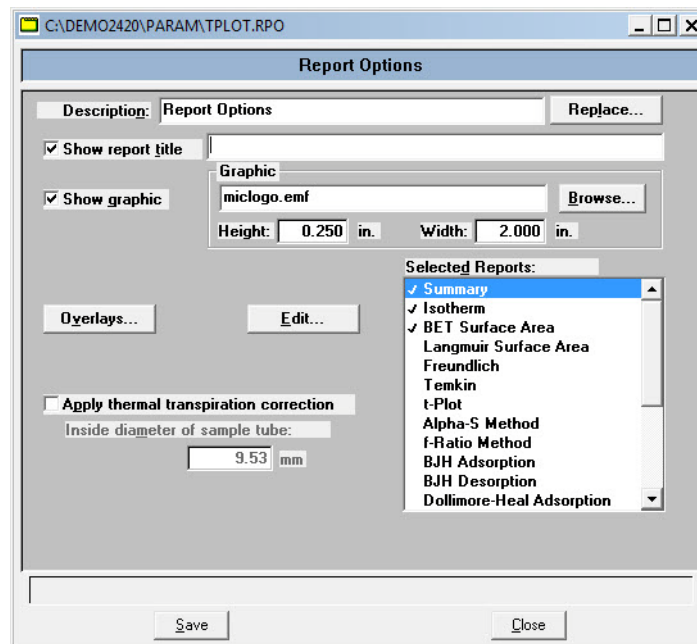 C:\DEMO2420\PARAM\TPLOT.RPO
Report Options
Description: Report Options Replace...
Show report title
Graphic
Show graphic miclogo.emf Browse...
Height: 0.250 in. Width: 2.000 in.
Selected Reports:
Summary
Isotherm
Overlays... Edit... BET Surface Area
Langmuir Surface Area
Freundlich
Temkin
Apply thermal transpiration correction t-Plot
Alpha-S Method
Inside diameter of sample tube: f-Ratio Method
9.53 mm BJH Adsorption
BJH Desorption
Dollimore-Heal Adsorption
Save Close